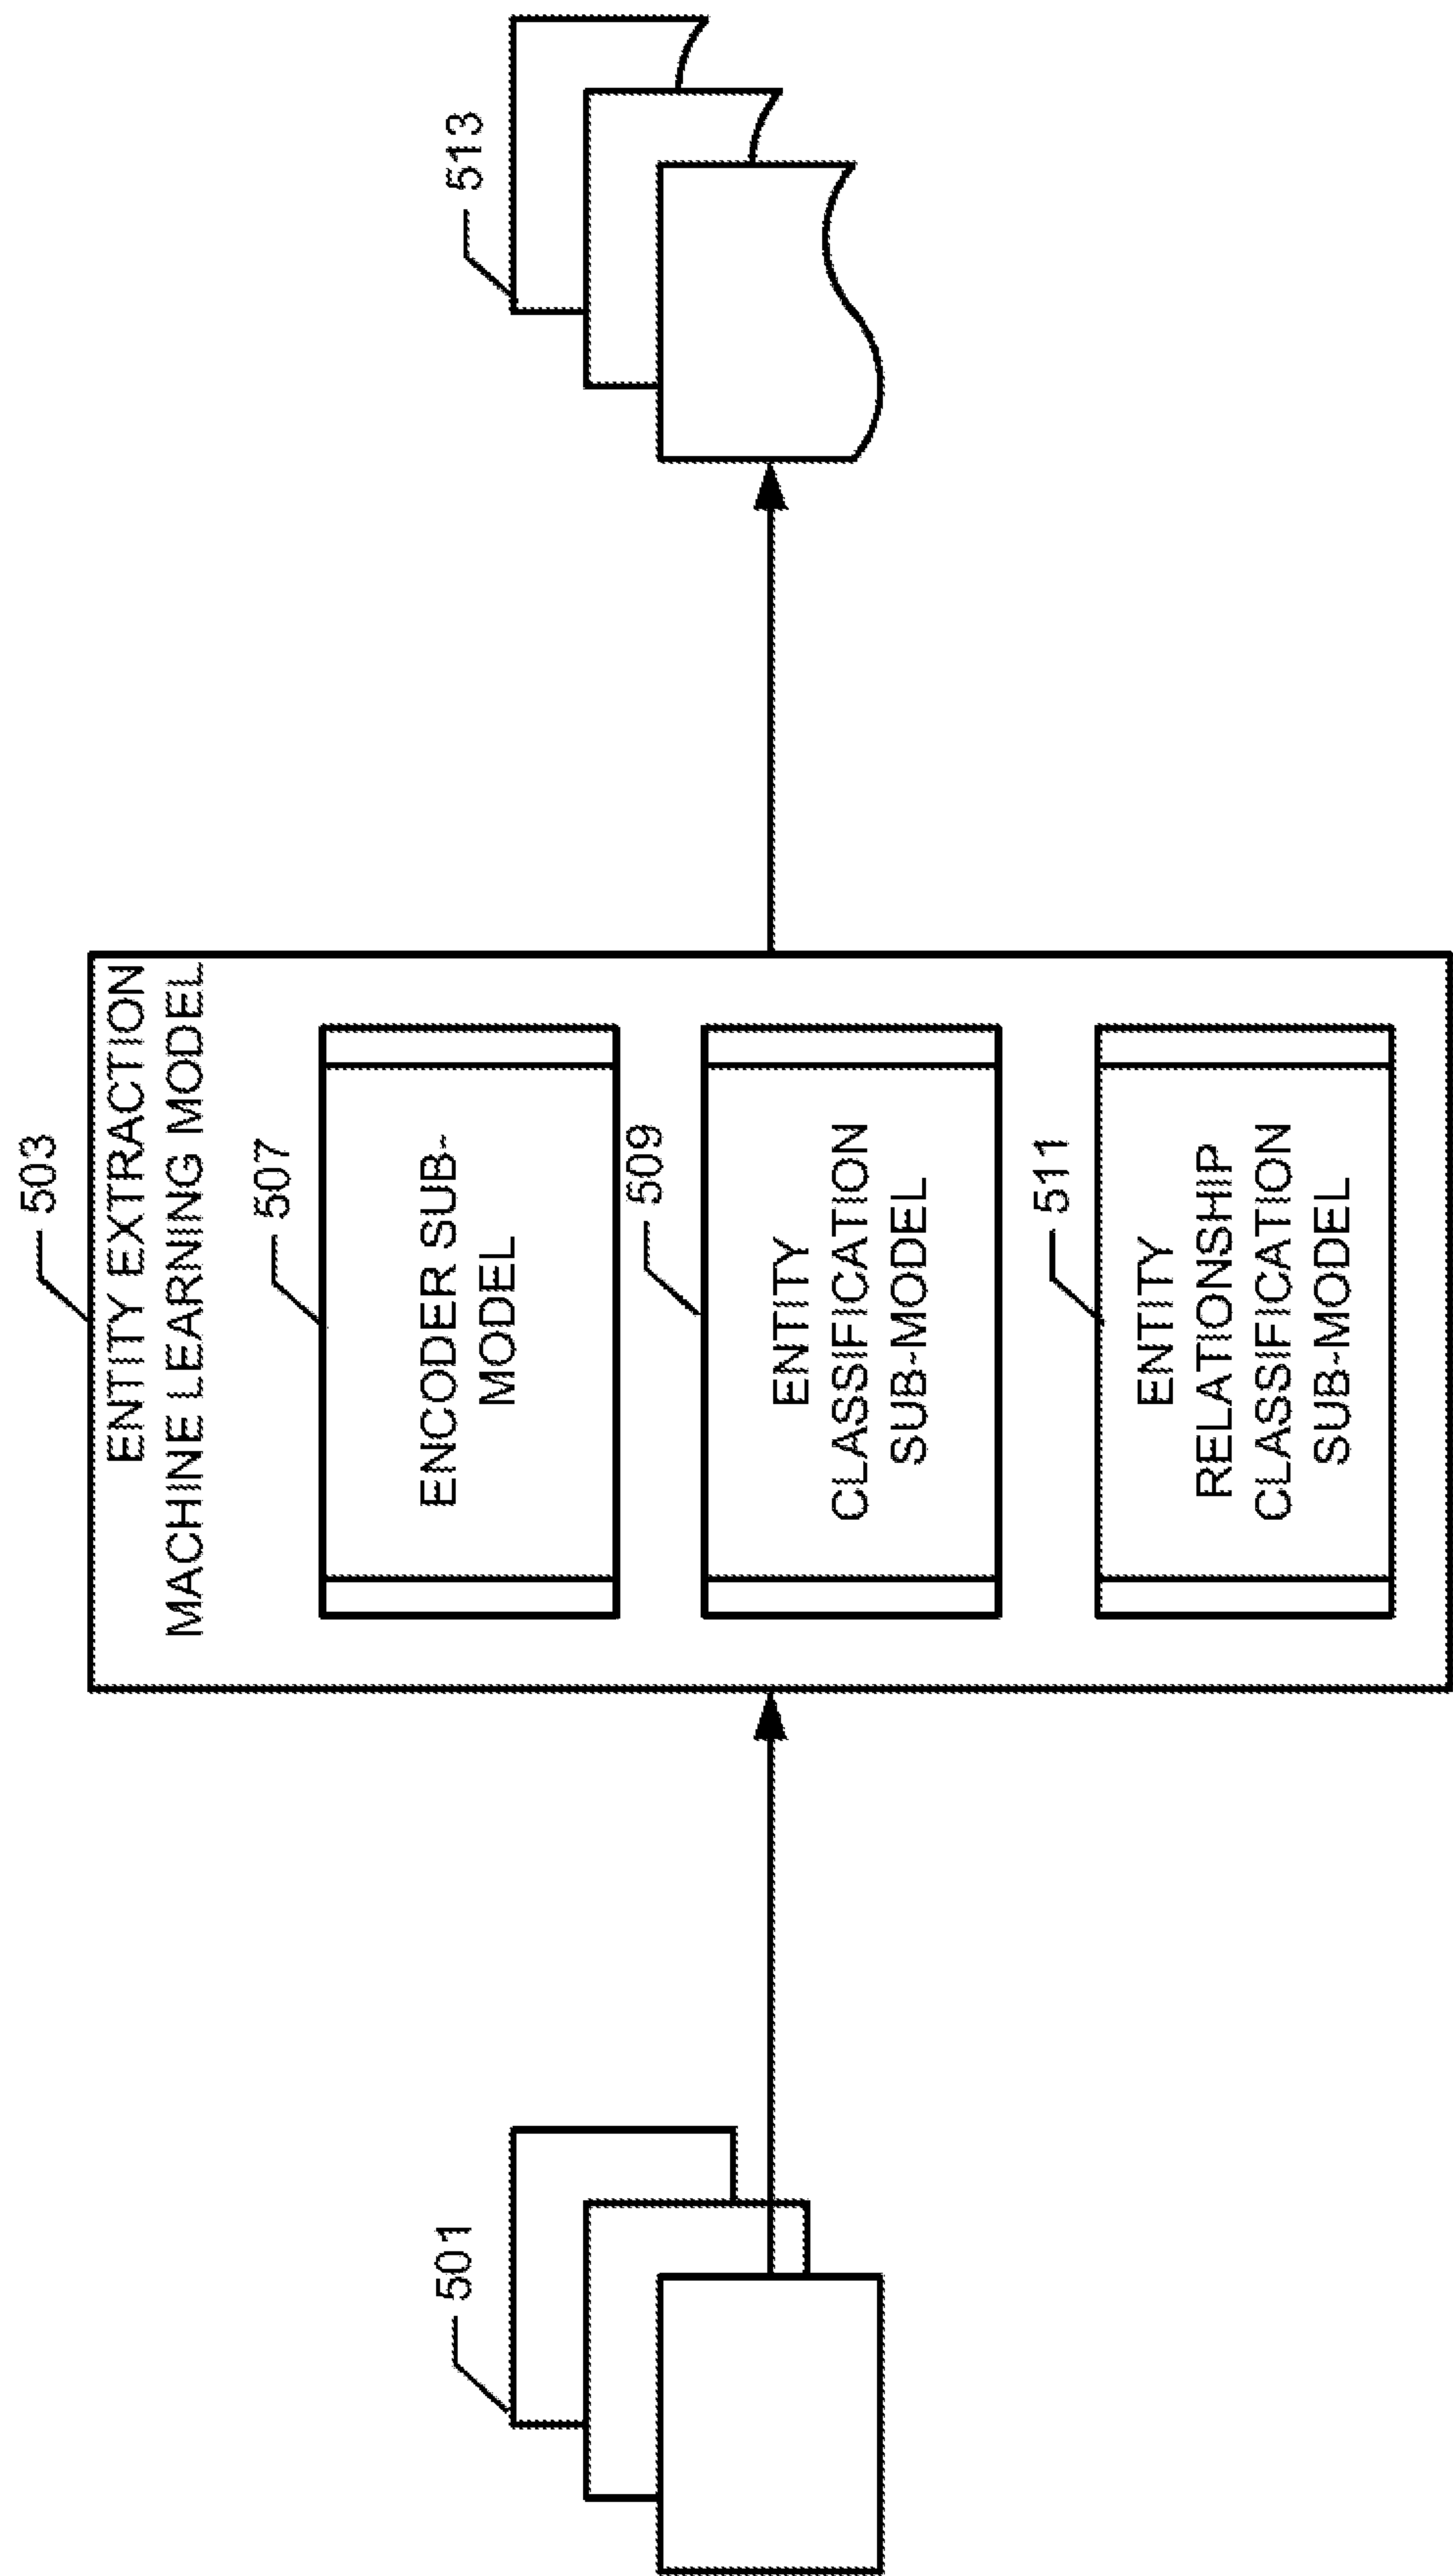 501
503
ENTITY EXTRACTION
MACHINE LEARNING MODEL
507
ENCODER SUB-
MODEL
509
ENTITY
CLASSIFICATION
SUB-MODEL
511
ENTITY
RELATIONSHIP
CLASSIFICATION
SUB-MODEL
513